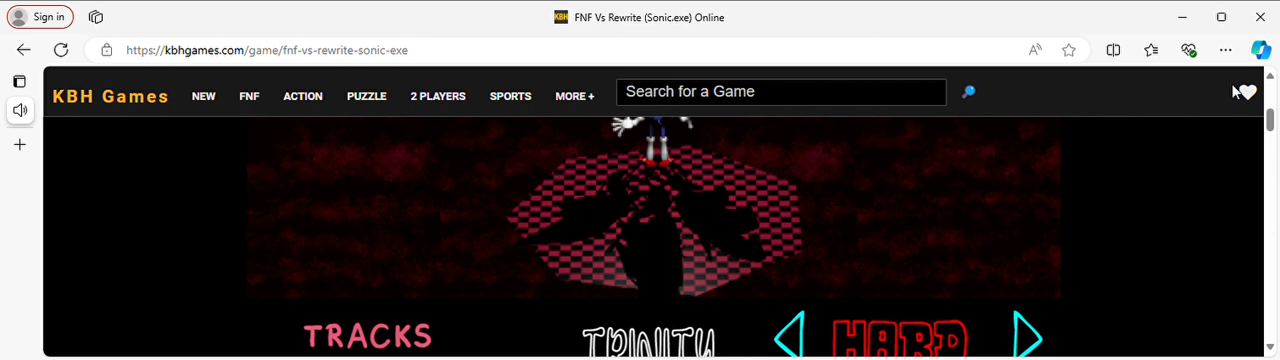 Sign in
FNF Vs Rewrite (Sonic.exe) Online
https://kbhgames.com/game/fnf-vs-rewrite-sonic-exe
KBH Games NEW FNF ACTION PUZZLE 2 PLAYERS SPORTS MORE + Search for a Game
TRACKS TRINITY HARD